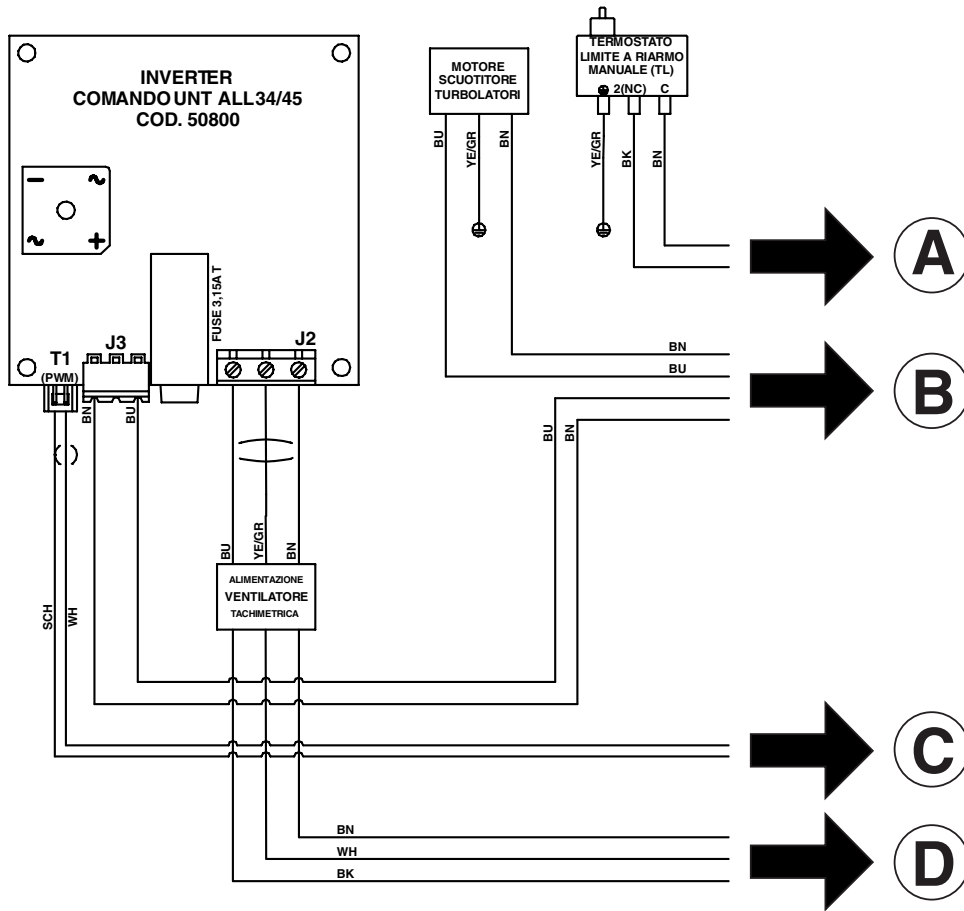 INVERTER
COMANDO UNT ALL34/45
COD. 50800
FUSE 3,15A T
T1
(PWM)
J3
J2
BN
BU
MOTORE
SCUOTITORE
TURBOLATORI
BU
YE/GR
BN
TERMOSTATO
LIMITE A RIARMO
MANUALE (TL)
2(NC) C
YE/GR
BK
BN
A
BN
BU
B
BU
BN
BU
YE/GR
BN
ALIMENTAZIONE
VENTILATORE
TACHIMETRICA
SCH
WH
C
BN
WH
BK
D